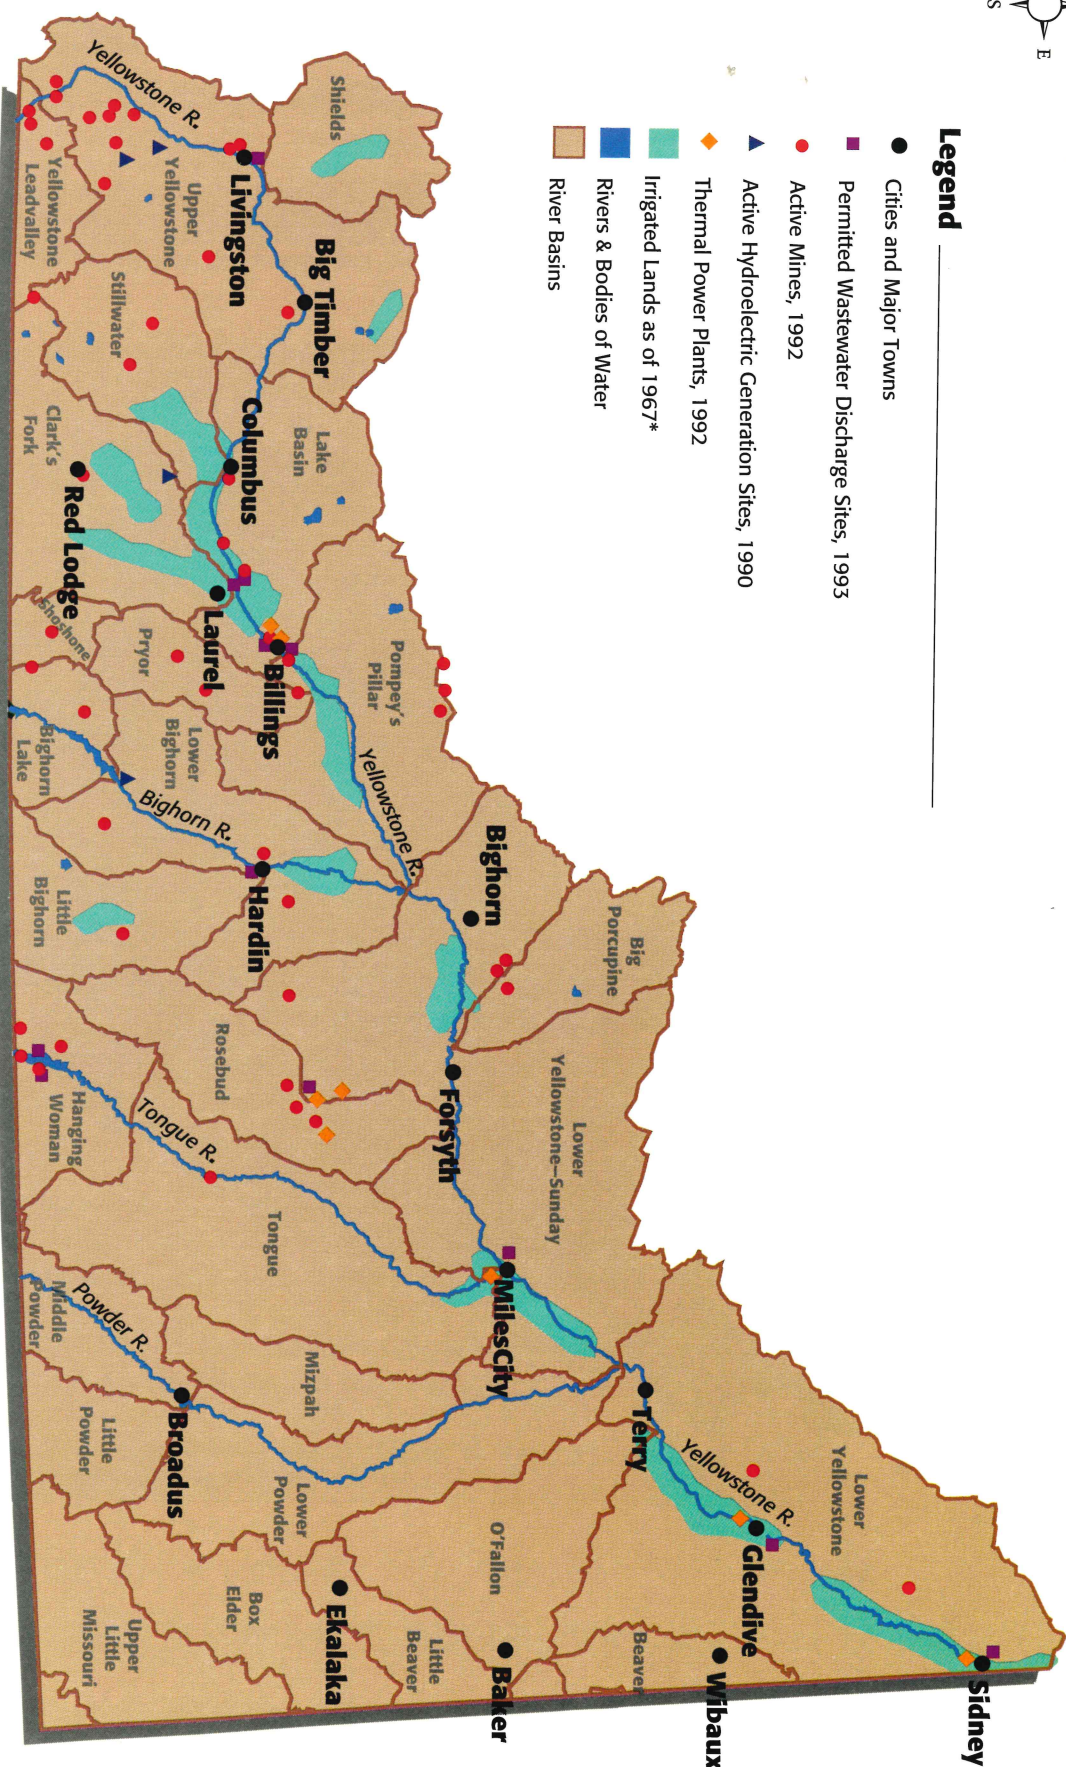 S
E
Legend
Cities and Major Towns
Permitted Wastewater Discharge Sites, 1993
Active Mines, 1992
Active Hydroelectric Generation Sites, 1990
Thermal Power Plants, 1992
Irrigated Lands as of 1967*
Rivers & Bodies of Water
River Basins
Shields
Yellowstone R.
Livingston
Upper
Yellowstone
Yellowstone
Leadvalley
Big Timber
Stillwater
Columbus
Lake
Basin
Clark's
Fork
Red Lodge
Laurel
Billings
Shoshone
Pryor
Pompey's
Pillar
Lower
Bighorn
Bighorn
Lake
Bighorn R.
Yellowstone R.
Bighorn
Hardin
Little
Bighorn
Big
Porcupine
Rosebud
Forsyth
Lower
Yellowstone—Sunday
Hanging
Woman
Tongue R.
Tongue
MilesCity
Middle
Powder
Powder R.
Mizpah
Broadus
Little
Powder
Lower
Powder
Terry
Yellowstone R.
Lower
Yellowstone
Glendive
O'Fallon
Box
Elder
Ekalaka
Upper
Little
Missouri
Little
Beaver
Baker
Beaver
Wibaux
Sidney